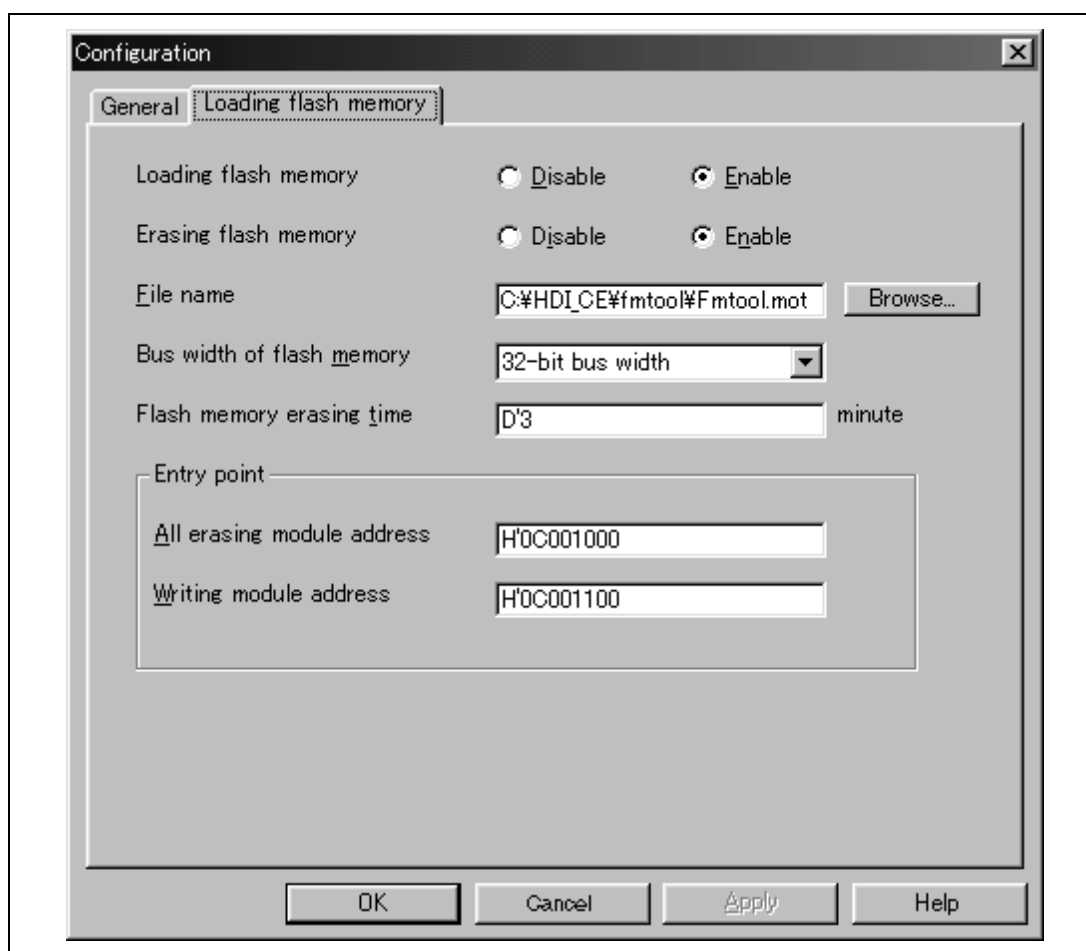 Configuration
General Loading flash memory
Loading flash memory Disable Enable
Erasing flash memory Disable Enable
File name C:¥HDI_CE¥fmtool¥Fmtool.mot Browse...
Bus width of flash memory 32-bit bus width
Flash memory erasing time D'3 minute
Entry point
All erasing module address H'0C001000
Writing module address H'0C001100
OK Cancel Apply Help